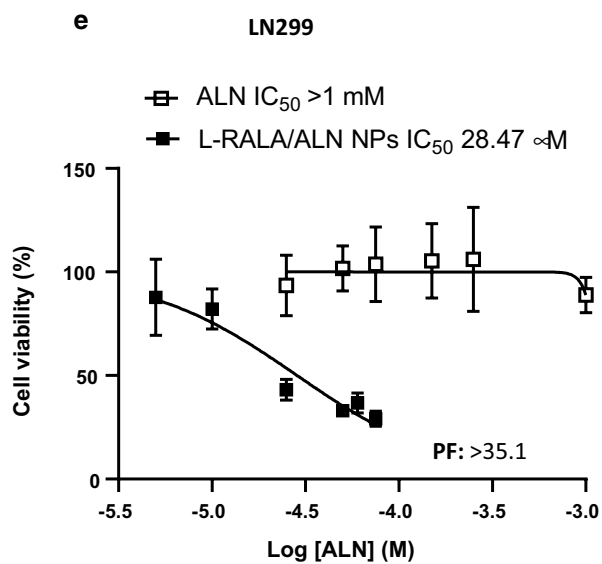 e
LN299
ALN IC50 >1 mM
L-RALA/ALN NPs IC50 28.47 ∝M
150
100
50
0
Cell viability (%)
PF: >35.1
-5.5 -5.0 -4.5 -4.0 -3.5 -3.0
Log [ALN] (M)